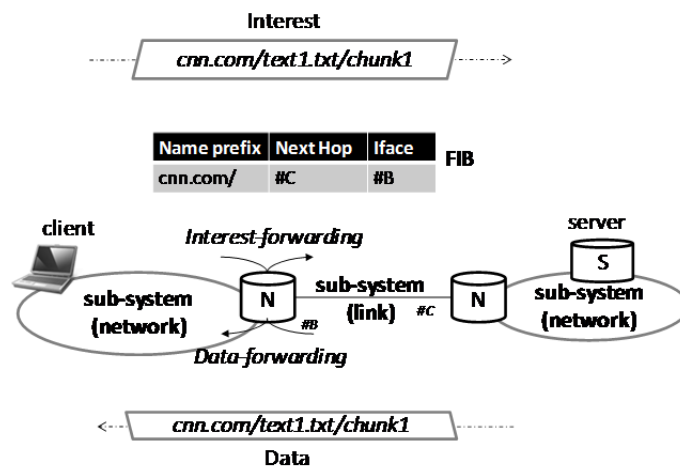 Interest
cnn.com/text1.txt/chunk1
Name prefix Next Hop Iface
FIB
cnn.com/ #C #B
client
server
Interest forwarding
S
sub-system
(network)
N
sub-system
(link)
#B
#C
N
sub-system
(network)
Data forwarding
cnn.com/text1.txt/chunk1
Data